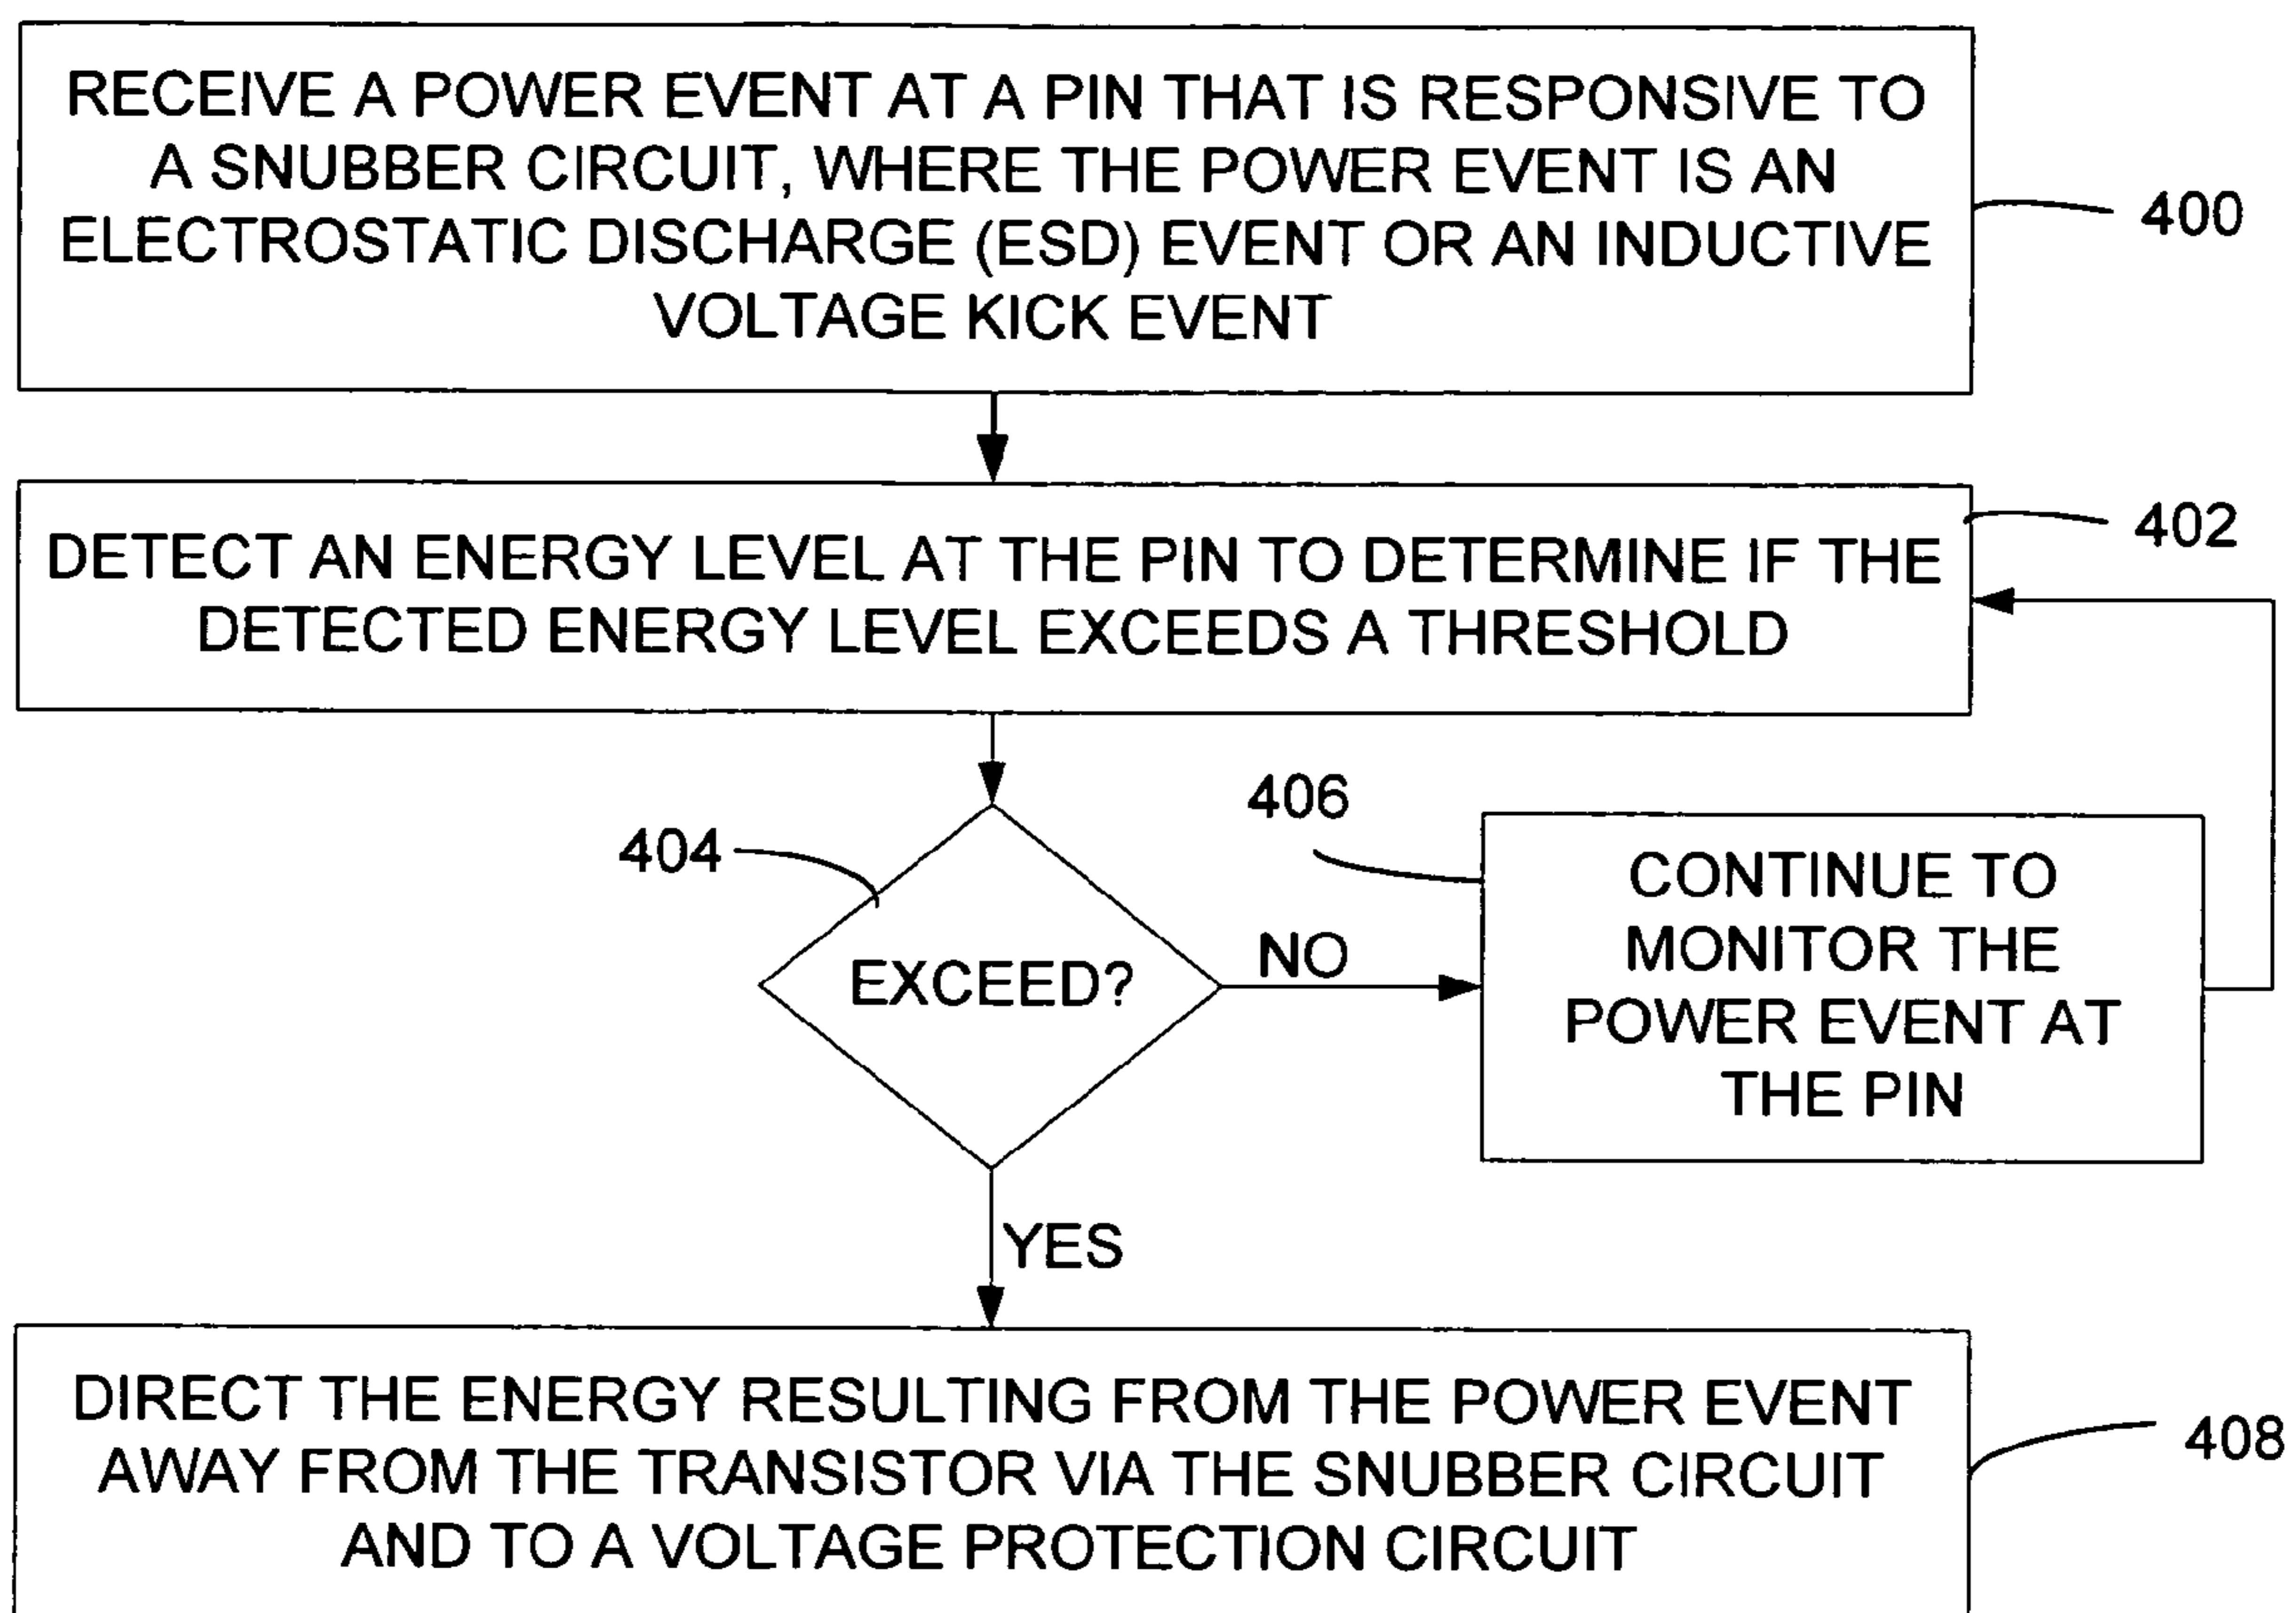 RECEIVE A POWER EVENT AT A PIN THAT IS RESPONSIVE TO
A SNUBBER CIRCUIT, WHERE THE POWER EVENT IS AN
ELECTROSTATIC DISCHARGE (ESD) EVENT OR AN INDUCTIVE
VOLTAGE KICK EVENT
400
DETECT AN ENERGY LEVEL AT THE PIN TO DETERMINE IF THE
DETECTED ENERGY LEVEL EXCEEDS A THRESHOLD
402
404
EXCEED?
NO
406
CONTINUE TO
MONITOR THE
POWER EVENT AT
THE PIN
YES
DIRECT THE ENERGY RESULTING FROM THE POWER EVENT
AWAY FROM THE TRANSISTOR VIA THE SNUBBER CIRCUIT
AND TO A VOLTAGE PROTECTION CIRCUIT
408